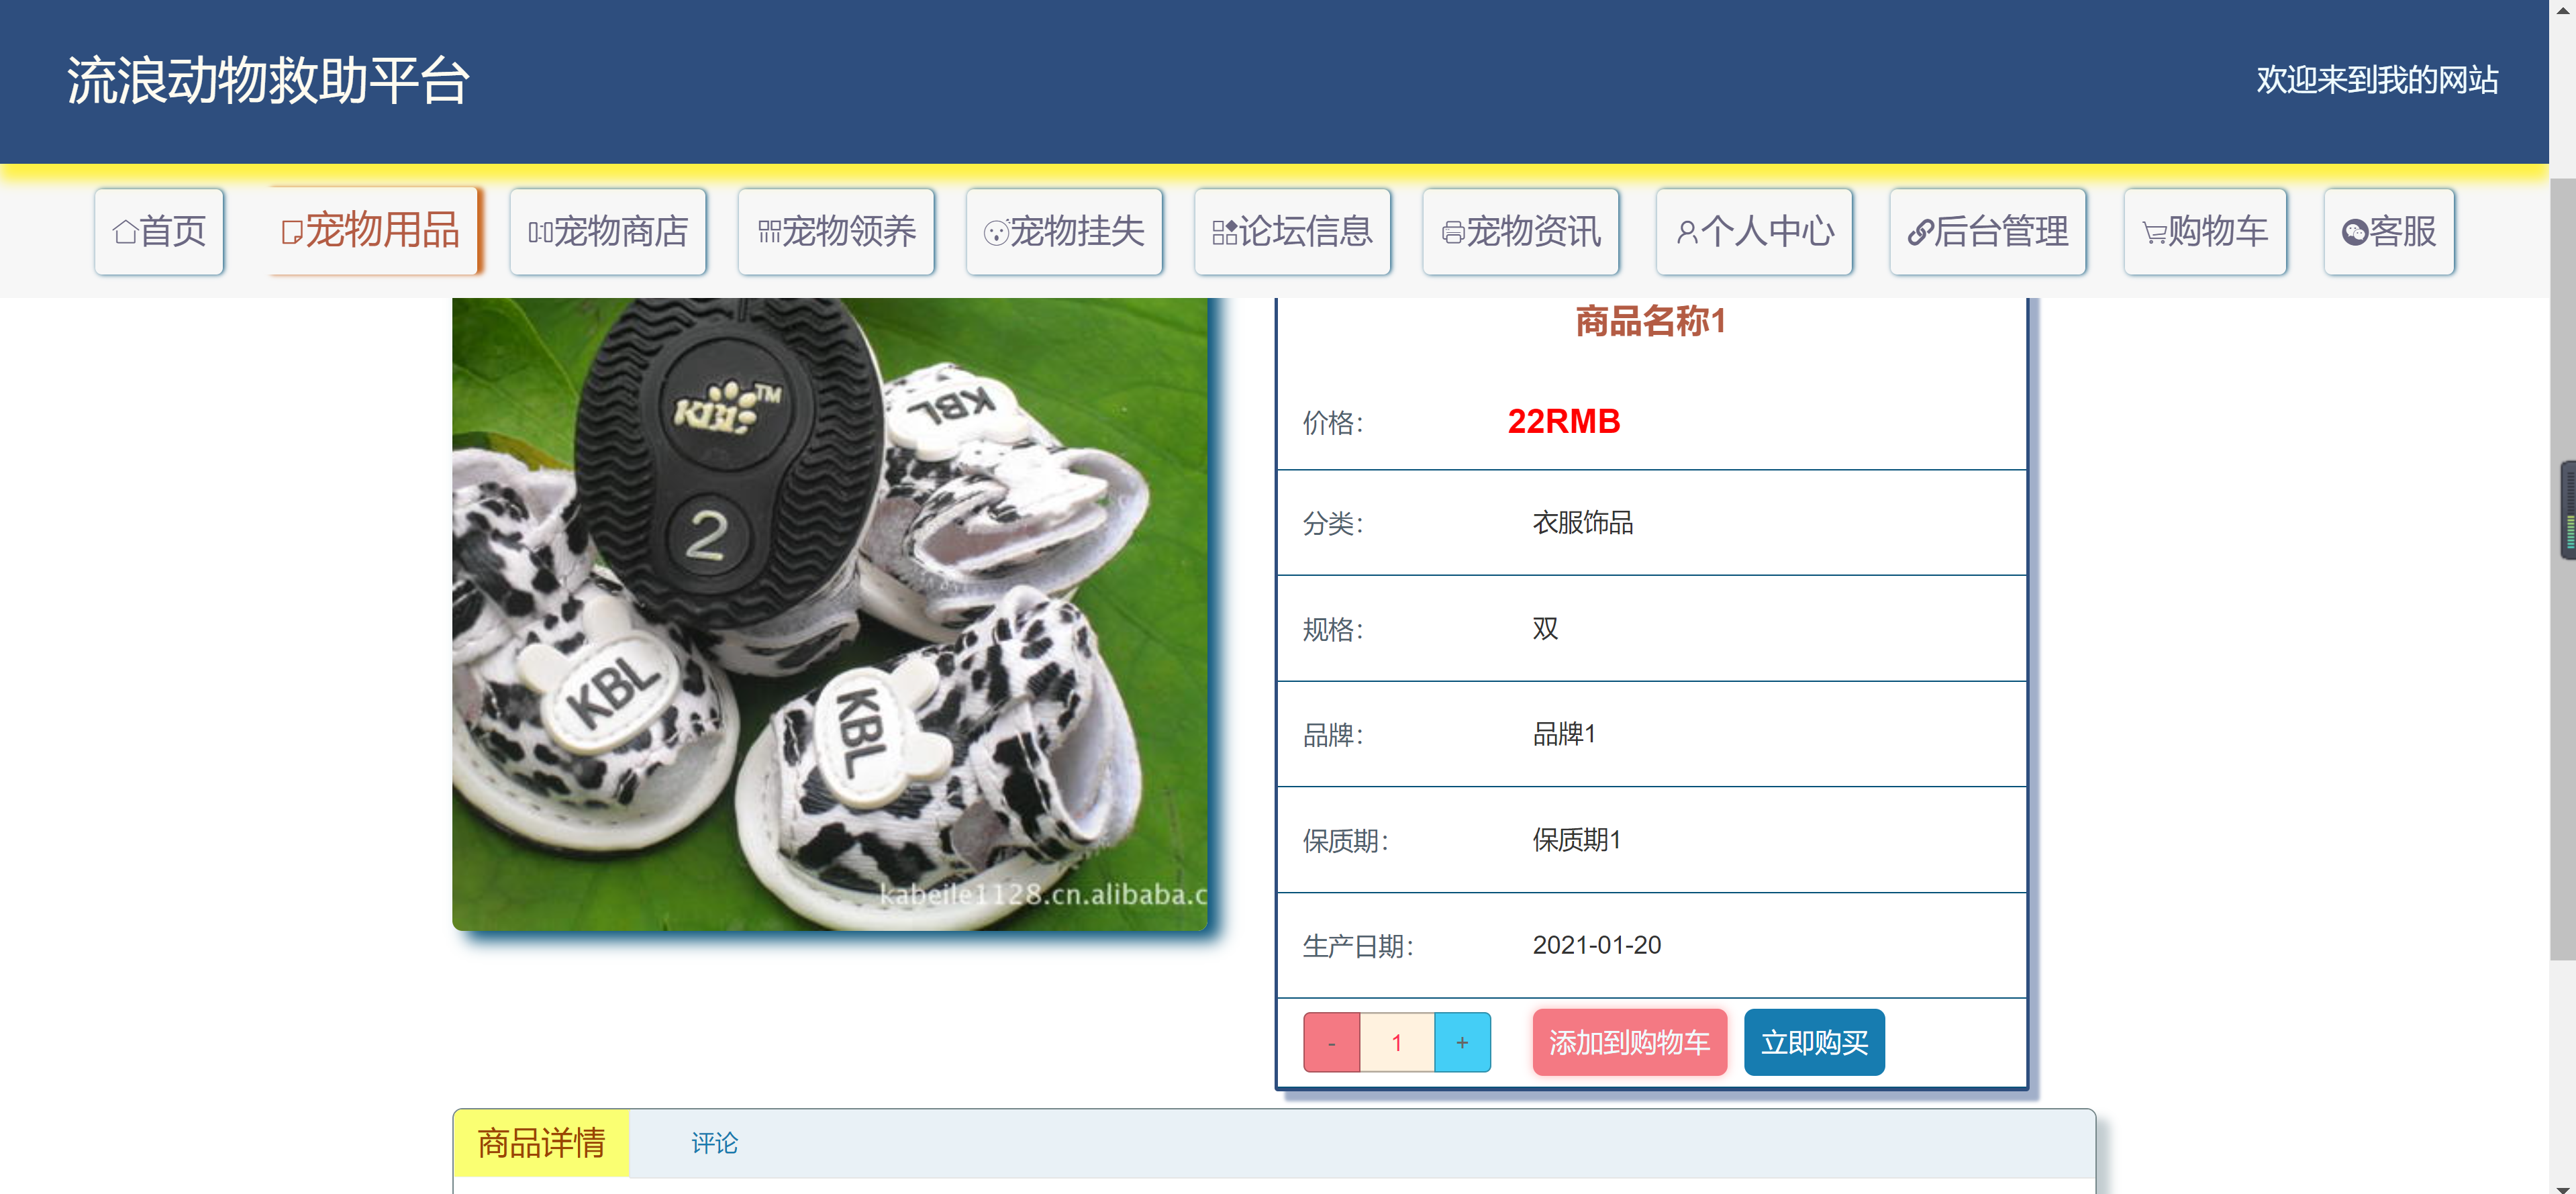 流浪动物救助平台
欢迎来到我的网站
首页
宠物用品
宠物商店
宠物领养
宠物挂失
论坛信息
宠物资讯
个人中心
后台管理
购物车
客服
KBL TM
2
KBL
KBL
KBL
kabeile1128.cn.alibaba.c
商品名称1
价格: 22RMB
分类: 衣服饰品
规格: 双
品牌: 品牌1
保质期: 保质期1
生产日期: 2021-01-20
- 1 + 添加到购物车 立即购买
商品详情 评论